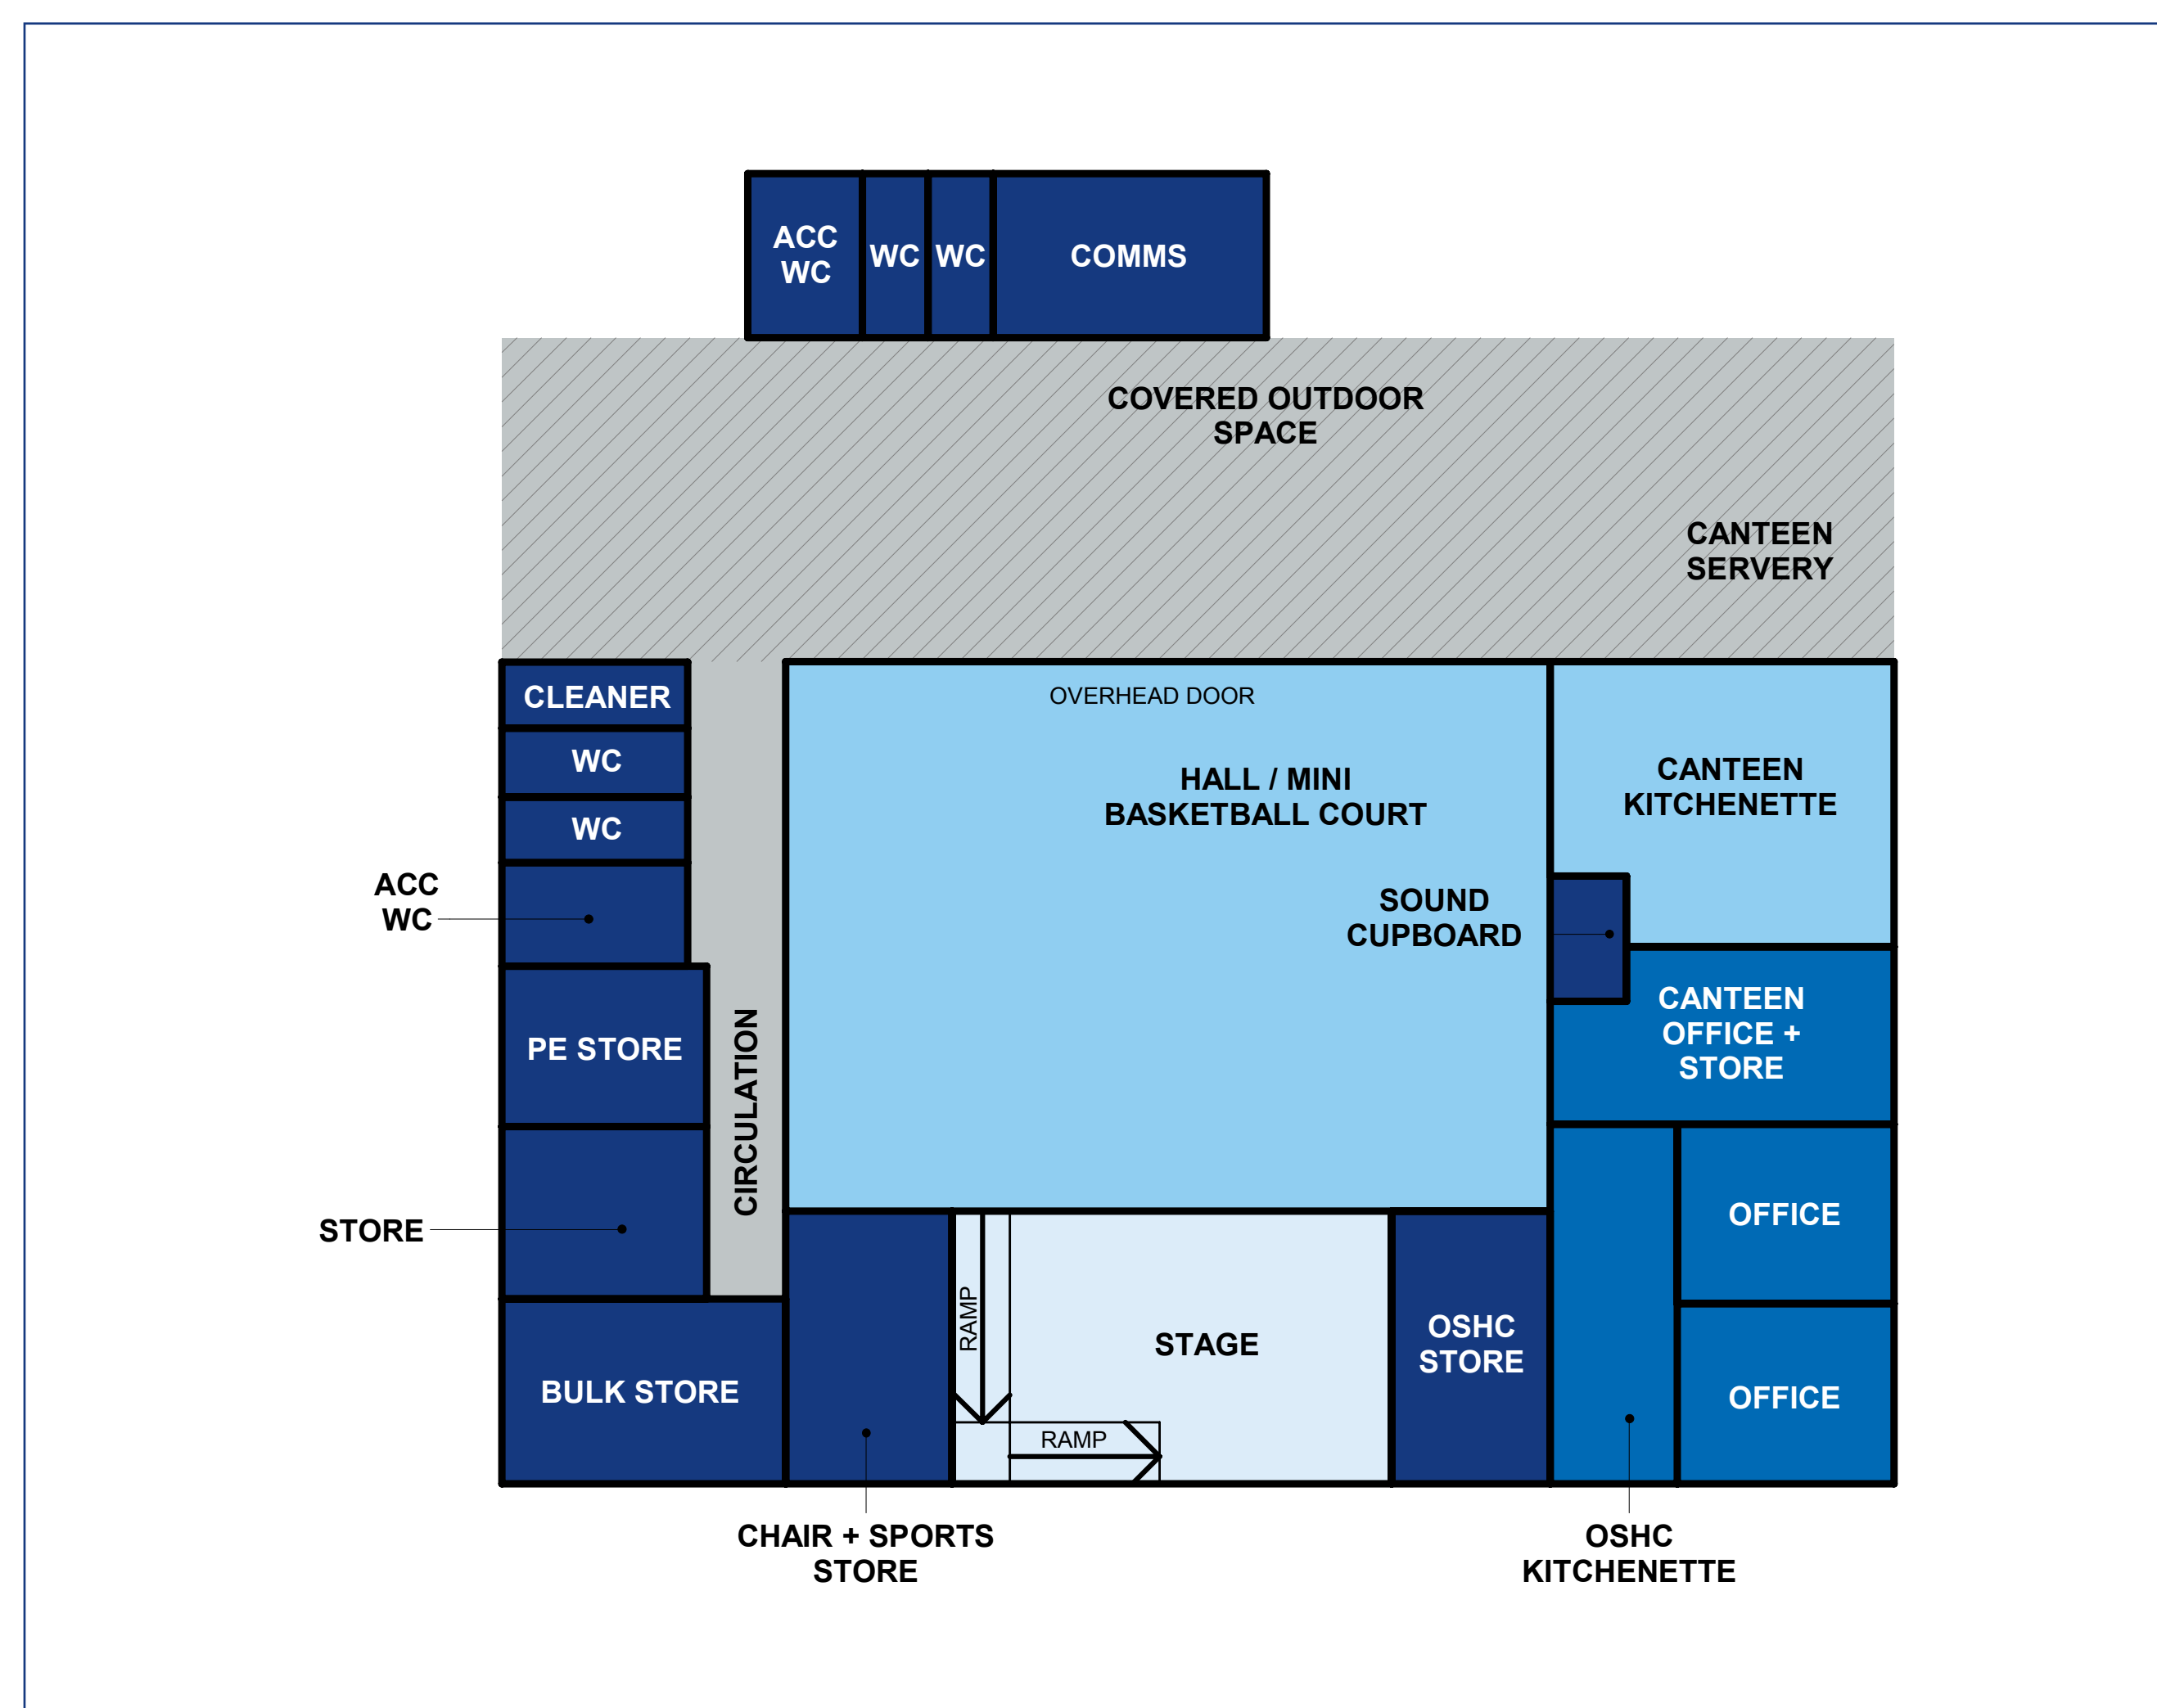 ACC
WC
WC
WC
COMMS
COVERED OUTDOOR
SPACE
CANTEEN
SERVERY
CLEANER
WC
WC
ACC
WC
PE STORE
STORE
BULK STORE
CIRCULATION
OVERHEAD DOOR
HALL / MINI
BASKETBALL COURT
SOUND
CUPBOARD
CANTEEN
KITCHENETTE
CANTEEN
OFFICE +
STORE
OFFICE
OFFICE
RAMP
RAMP
STAGE
OSHC
STORE
CHAIR + SPORTS
STORE
OSHC
KITCHENETTE